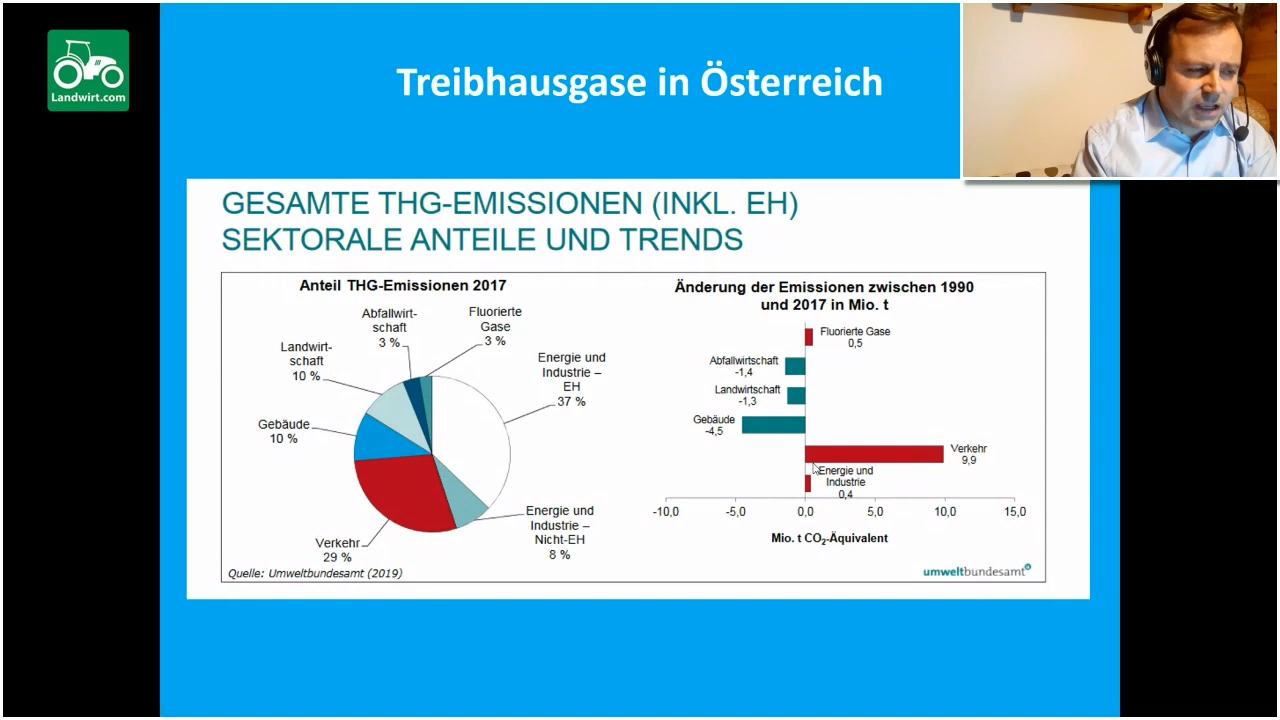 Landwirt.com
Treibhausgase in Österreich
GESAMTE THG-EMISSIONEN (INKL. EH)
SEKTORALE ANTEILE UND TRENDS
Anteil THG-Emissionen 2017
Abfallwirt-
schaft
3 %
Fluorierte
Gase
3 %
Landwirt-
schaft
10 %
Energie und
Industrie –
EH
37 %
Gebäude
10 %
Energie und
Industrie –
Nicht-EH
8 %
Verkehr
29 %
Quelle: Umweltbundesamt (2019)
Änderung der Emissionen zwischen 1990
und 2017 in Mio. t
Fluorierte Gase
0,5
Abfallwirtschaft
-1,4
Landwirtschaft
-1,3
Gebäude
-4,5
Verkehr
9,9
Energie und
Industrie
0,4
-10,0 -5,0 0,0 5,0 10,0 15,0
Mio. t CO₂-Äquivalent
umweltbundesamt